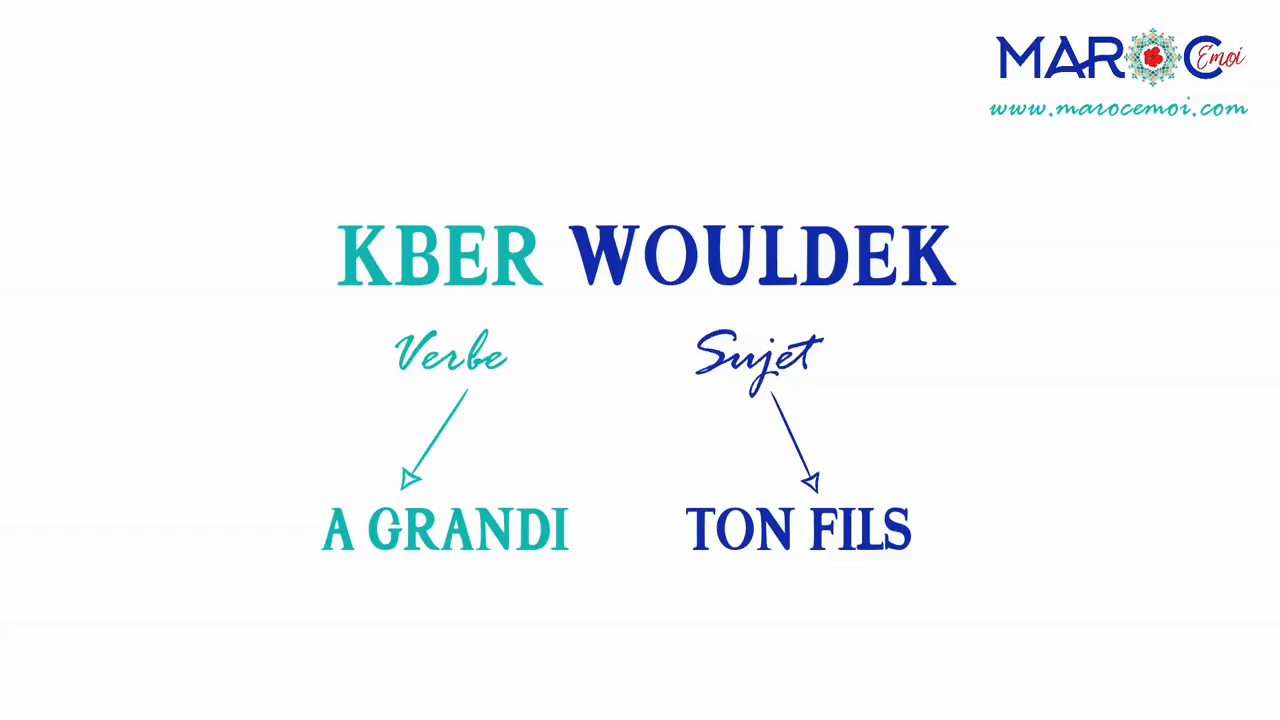 MAROC Emoi
www.marocemoi.com
KBER WOULDEK
Verbe Sujet
A GRANDI TON FILS